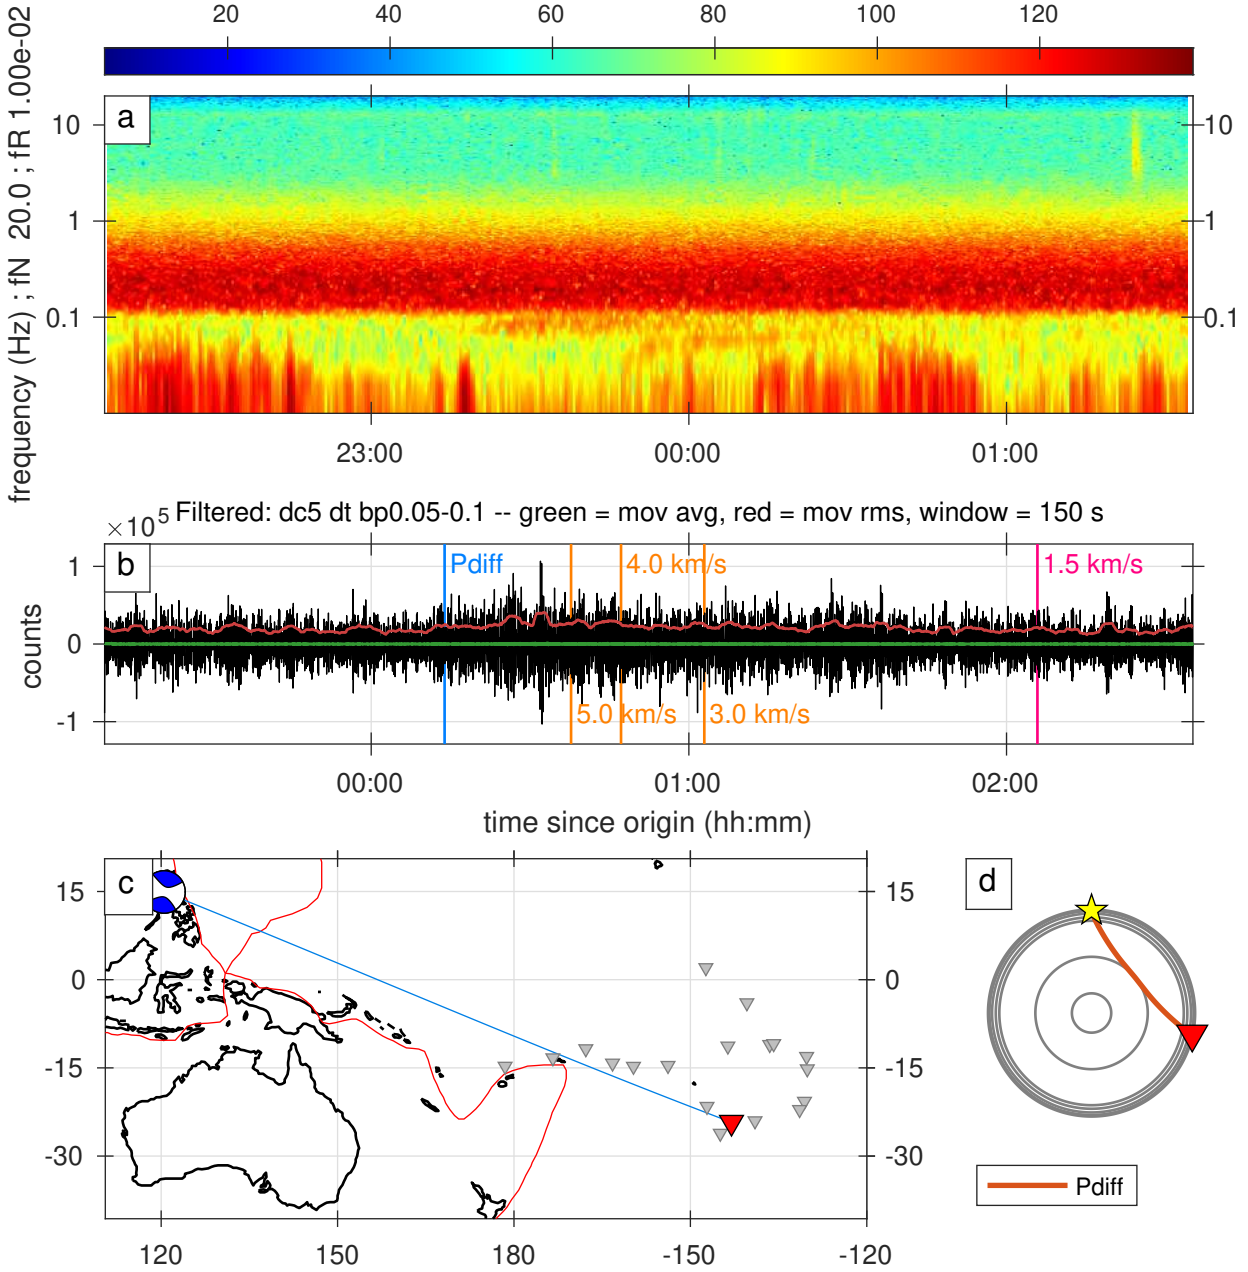 20 40 60 80 100 120
frequency (Hz) ; fN 20.0 ; fR 1.00e-02
a
10 10
1 1
0.1 0.1
23:00 00:00 01:00
×10^5 Filtered: dc5 dt bp0.05-0.1 -- green = mov avg, red = mov rms, window = 150 s
b
counts
1
0
-1
Pdiff 4.0 km/s 1.5 km/s
5.0 km/s 3.0 km/s
00:00 01:00 02:00
time since origin (hh:mm)
c
15 15
0 0
-15 -15
-30 -30
120 150 180 -150 -120
d
Pdiff